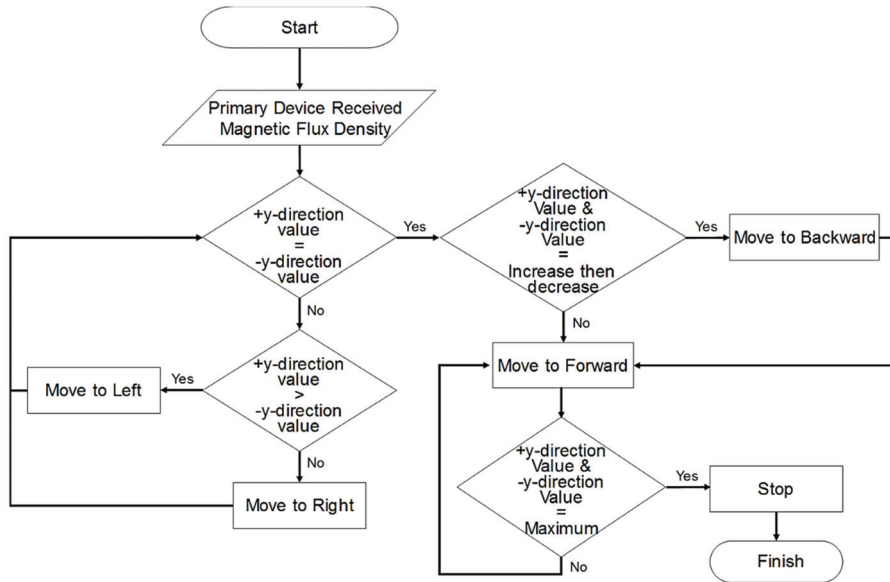 Start
Primary Device Received
Magnetic Flux Density
+y-direction
value
=
-y-direction
value
Yes
No
+y-direction
Value &
-y-direction
Value
=
Increase then
decrease
Yes
No
Move to Backward
+y-direction
value
>
-y-direction
value
Yes
No
Move to Left
Move to Right
Move to Forward
+y-direction
Value &
-y-direction
Value
=
Maximum
Yes
No
Stop
Finish